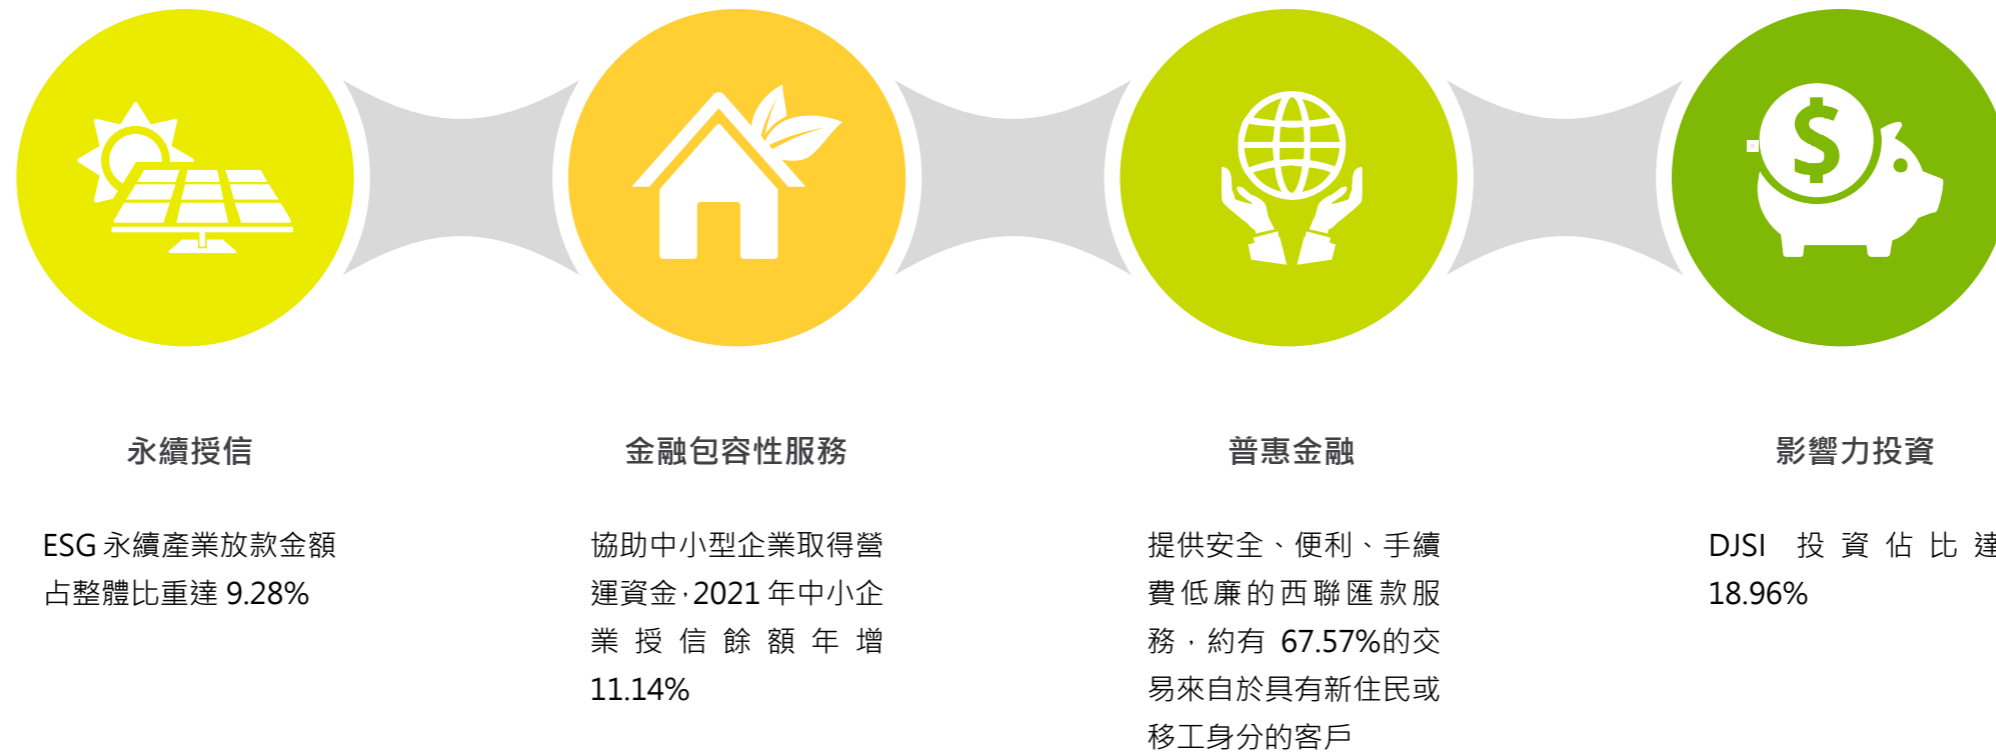 永續授信
ESG 永續產業放款金額
占整體比重達 9.28%
金融包容性服務
協助中小型企業取得營
運資金，2021 年中小企
業授信餘額年增
11.14%
普惠金融
提供安全、便利、手續
費低廉的西聯匯款服
務，約有 67.57%的交
易來自於具有新住民或
移工身分的客戶
影響力投資
DJSI 投資佔比達
18.96%
$